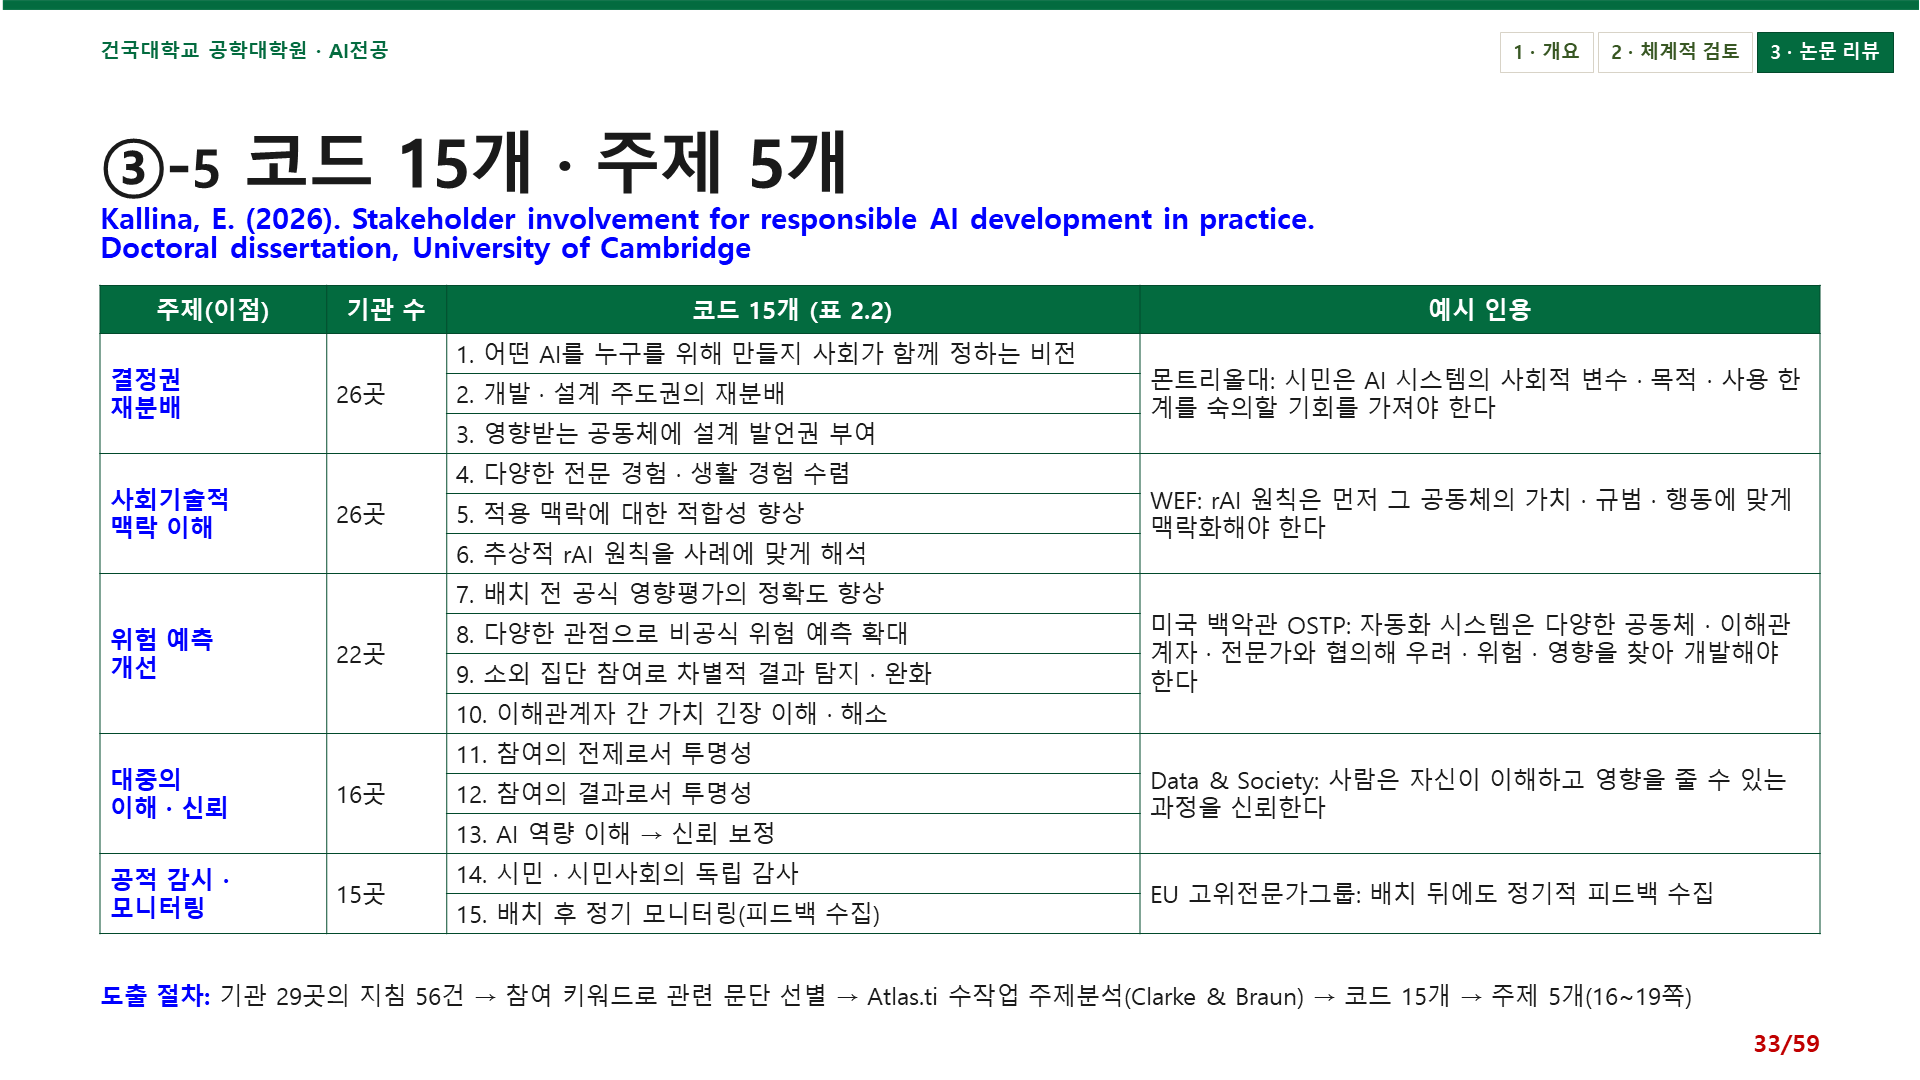 건국대학교 공학대학원 · AI전공
1 · 개요
2 · 체계적 검토
3 · 논문 리뷰
③-5 코드 15개 · 주제 5개
Kallina, E. (2026). Stakeholder involvement for responsible AI development in practice.
Doctoral dissertation, University of Cambridge
주제(이점)
기관 수
코드 15개 (표 2.2)
예시 인용
결정권
재분배
26곳
1. 어떤 AI를 누구를 위해 만들지 사회가 함께 정하는 비전
2. 개발 · 설계 주도권의 재분배
3. 영향받는 공동체에 설계 발언권 부여
몬트리올대: 시민은 AI 시스템의 사회적 변수 · 목적 · 사용 한
계를 숙의할 기회를 가져야 한다
사회기술적
맥락 이해
26곳
4. 다양한 전문 경험 · 생활 경험 수렴
5. 적용 맥락에 대한 적합성 향상
6. 추상적 rAI 원칙을 사례에 맞게 해석
WEF: rAI 원칙은 먼저 그 공동체의 가치 · 규범 · 행동에 맞게
맥락화해야 한다
위험 예측
개선
22곳
7. 배치 전 공식 영향평가의 정확도 향상
8. 다양한 관점으로 비공식 위험 예측 확대
9. 소외 집단 참여로 차별적 결과 탐지 · 완화
10. 이해관계자 간 가치 긴장 이해 · 해소
미국 백악관 OSTP: 자동화 시스템은 다양한 공동체 · 이해관
계자 · 전문가와 협의해 우려 · 위험 · 영향을 찾아 개발해야
한다
대중의
이해 · 신뢰
16곳
11. 참여의 전제로서 투명성
12. 참여의 결과로서 투명성
13. AI 역량 이해 → 신뢰 보정
Data & Society: 사람은 자신이 이해하고 영향을 줄 수 있는
과정을 신뢰한다
공적 감시 ·
모니터링
15곳
14. 시민 · 시민사회의 독립 감사
15. 배치 후 정기 모니터링(피드백 수집)
EU 고위전문가그룹: 배치 뒤에도 정기적 피드백 수집
도출 절차: 기관 29곳의 지침 56건 → 참여 키워드로 관련 문단 선별 → Atlas.ti 수작업 주제분석(Clarke & Braun) → 코드 15개 → 주제 5개(16~19쪽)
33/59